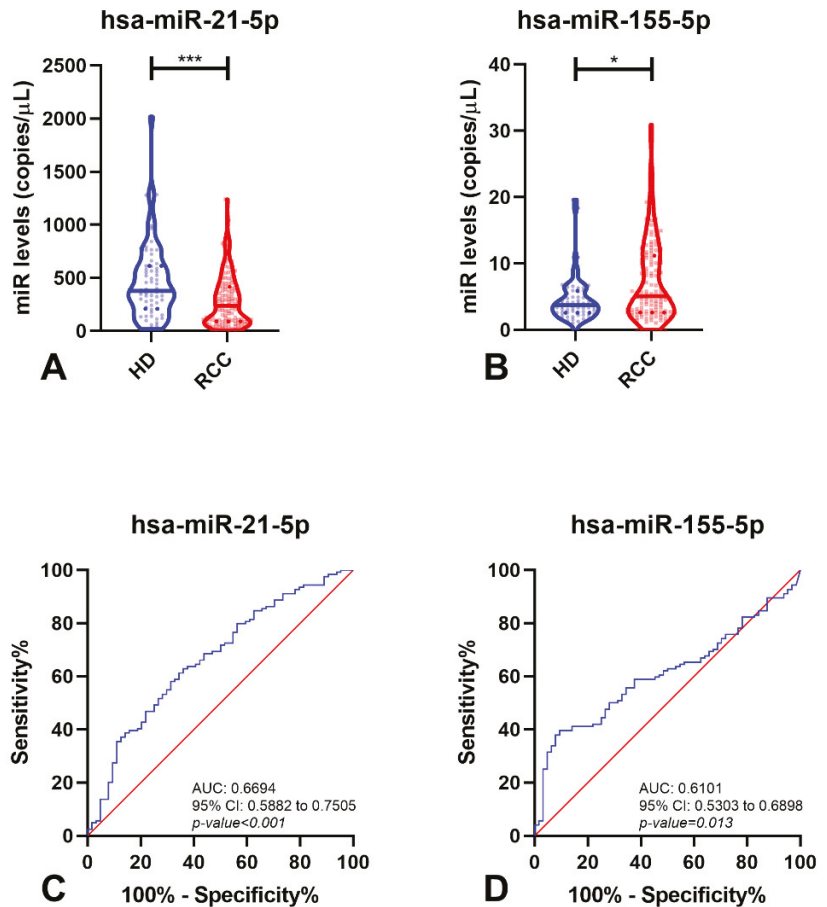 hsa-miR-21-5p
miR levels (copies/μL)
2500
2000
1500
1000
500
0
***
HD
RCC
A
hsa-miR-155-5p
miR levels (copies/μL)
40
30
20
10
0
*
HD
RCC
B
hsa-miR-21-5p
Sensitivity%
100
80
60
40
20
0
AUC: 0.6694
95% CI: 0.5882 to 0.7505
p-value<0.001
0 20 40 60 80 100
100% - Specificity%
C
hsa-miR-155-5p
Sensitivity%
100
80
60
40
20
0
AUC: 0.6101
95% CI: 0.5303 to 0.6898
p-value=0.013
0 20 40 60 80 100
100% - Specificity%
D